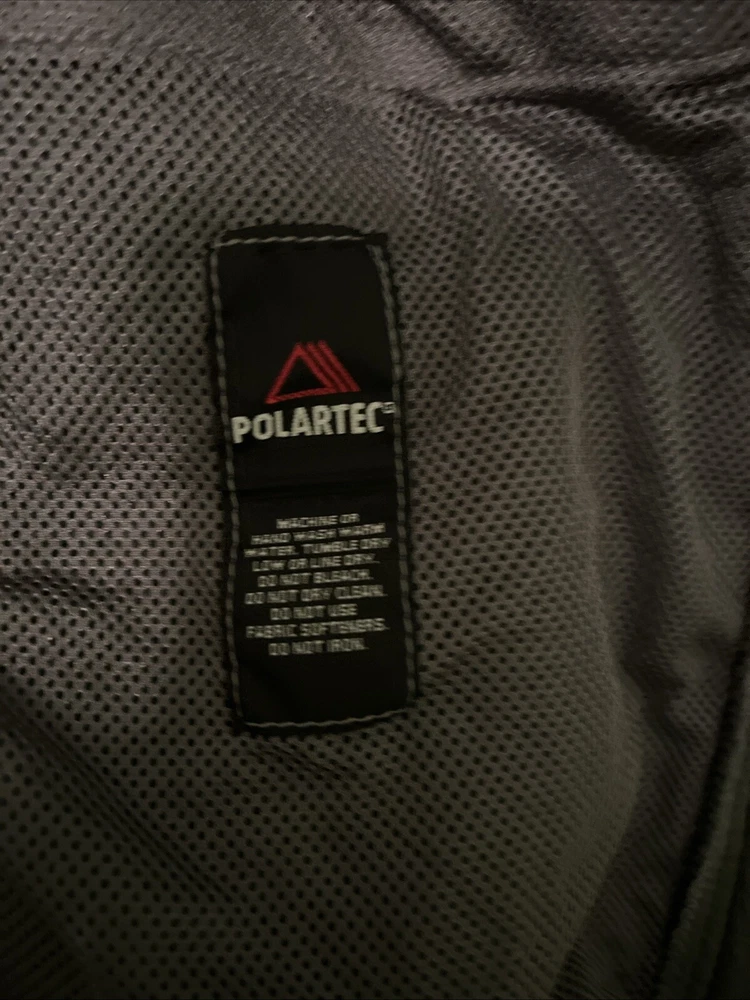 POLARTEC®
MACHINE OR
HAND WASH WARM
WATER. TUMBLE DRY
LOW OR LINE DRY.
DO NOT BLEACH.
DO NOT DRY CLEAN.
DO NOT USE
FABRIC SOFTENERS.
DO NOT IRON.